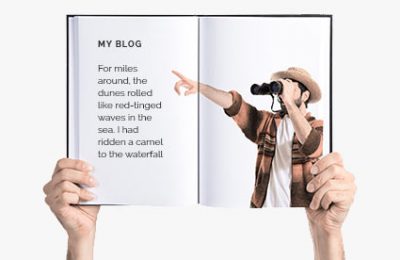 MY BLOG
For miles
around, the
dunes rolled
like red-tinged
waves in the
sea. I had
ridden a camel
to the waterfall